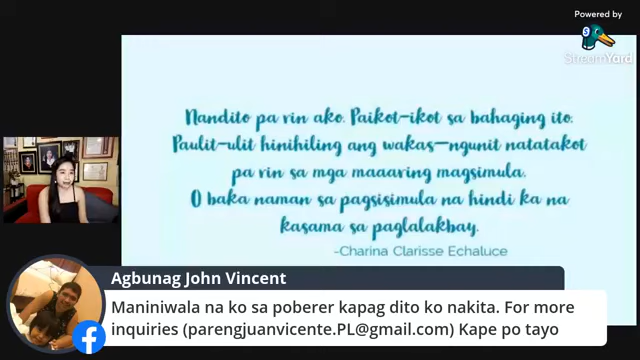 Powered by
StreamYard
Nandito pa rin ako. Paikot-ikot sa bahaging ito.
Paulit-ulit hinihiling ang wakas—ngunit natatakot
pa rin sa mga maaaring magsimula.
O baka naman sa pagsisimula na hindi ka na
kasama sa paglalakbay.
-Charina Clarisse Echaluce
Agbunag John Vincent
Maniniwala na ko sa poberer kapag dito ko nakita. For more
inquiries (parengjuanvicente.PL@gmail.com) Kape po tayo